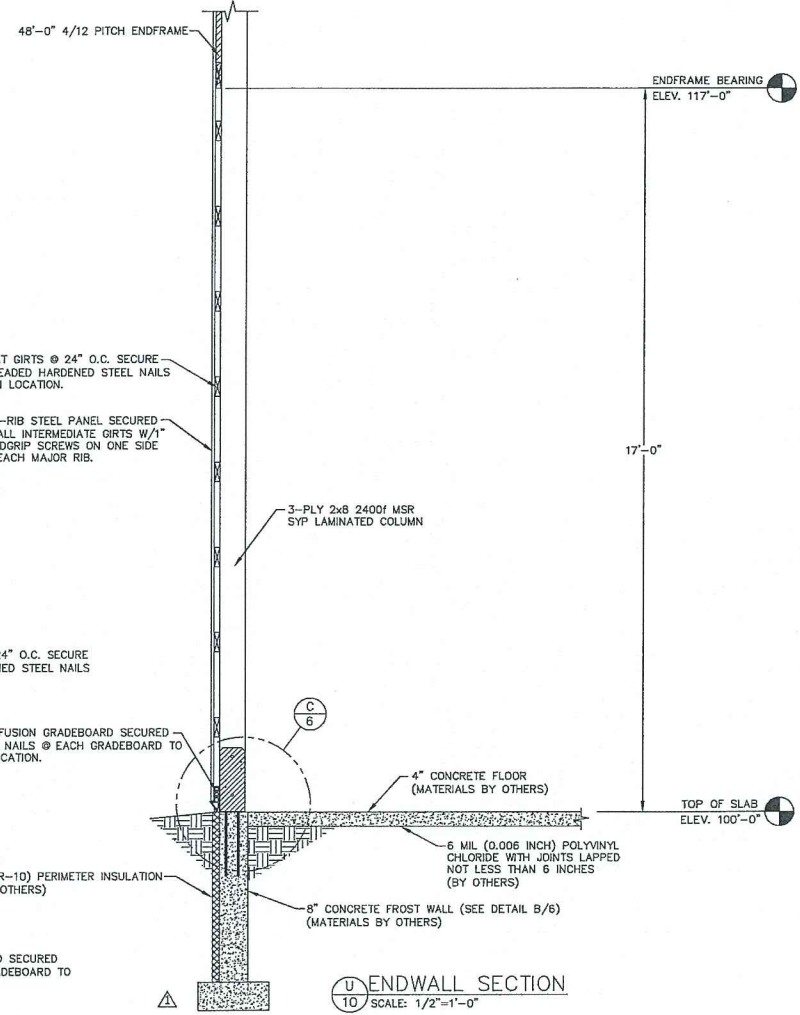 48'-0" 4/12 PITCH ENDFRAME
ENDFRAME BEARING
ELEV. 117'-0"
T GIRTS @ 24" O.C. SECURE
EADED HARDENED STEEL NAILS
N LOCATION.
-RIB STEEL PANEL SECURED
ALL INTERMEDIATE GIRTS W/1"
DGRIP SCREWS ON ONE SIDE
EACH MAJOR RIB.
17'-0"
3-PLY 2x8 2400f MSR
SYP LAMINATED COLUMN
24" O.C. SECURE
NED STEEL NAILS
C
6
FUSION GRADEBOARD SECURED
NAILS @ EACH GRADEBOARD TO
CATION.
4" CONCRETE FLOOR
(MATERIALS BY OTHERS)
TOP OF SLAB
ELEV. 100'-0"
6 MIL (0.006 INCH) POLYVINYL
CHLORIDE WITH JOINTS LAPPED
NOT LESS THAN 6 INCHES
(BY OTHERS)
R-10) PERIMETER INSULATION
OTHERS)
8" CONCRETE FROST WALL (SEE DETAIL B/6)
(MATERIALS BY OTHERS)
SECURED
DEBOARD TO
1
U
10
ENDWALL SECTION
SCALE: 1/2"=1'-0"